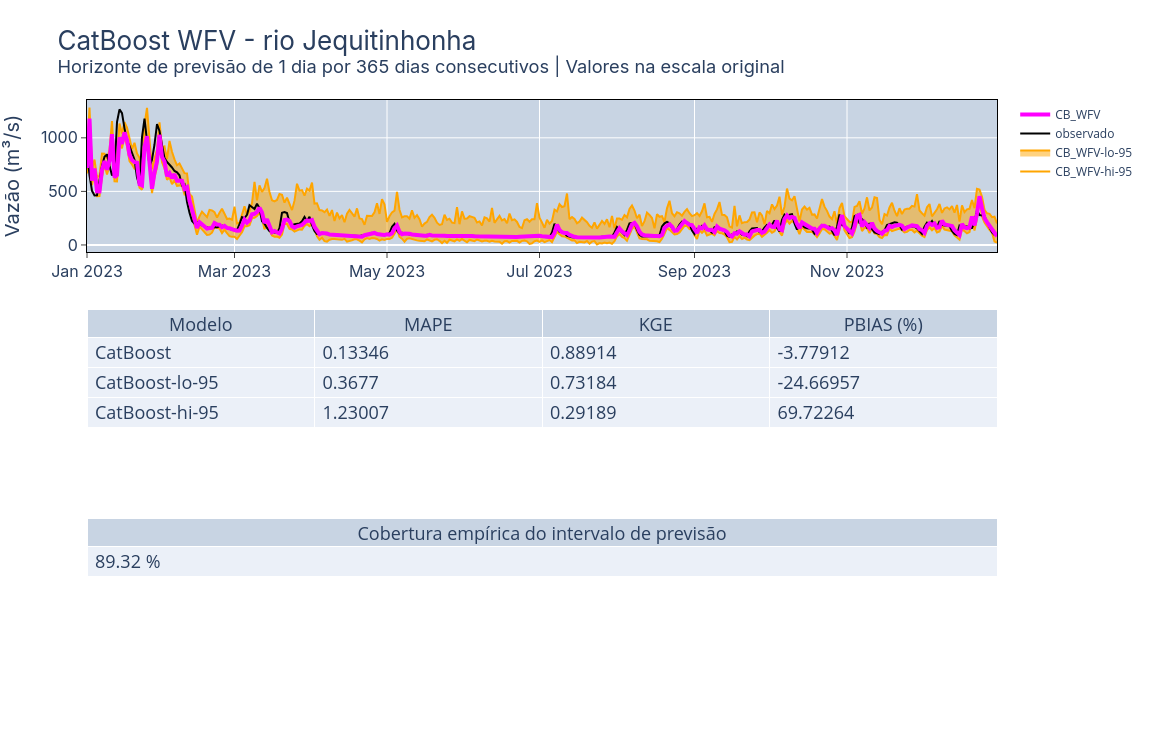 CatBoost WFV - rio Jequitinhonha
Horizonte de previsão de 1 dia por 365 dias consecutivos | Valores na escala original
Vazão (m³/s)
1000
500
0
Jan 2023 Mar 2023 May 2023 Jul 2023 Sep 2023 Nov 2023
CB_WFV
observado
CB_WFV-lo-95
CB_WFV-hi-95
Modelo MAPE KGE PBIAS (%)
CatBoost 0.13346 0.88914 -3.77912
CatBoost-lo-95 0.3677 0.73184 -24.66957
CatBoost-hi-95 1.23007 0.29189 69.72264
Cobertura empírica do intervalo de previsão
89.32 %